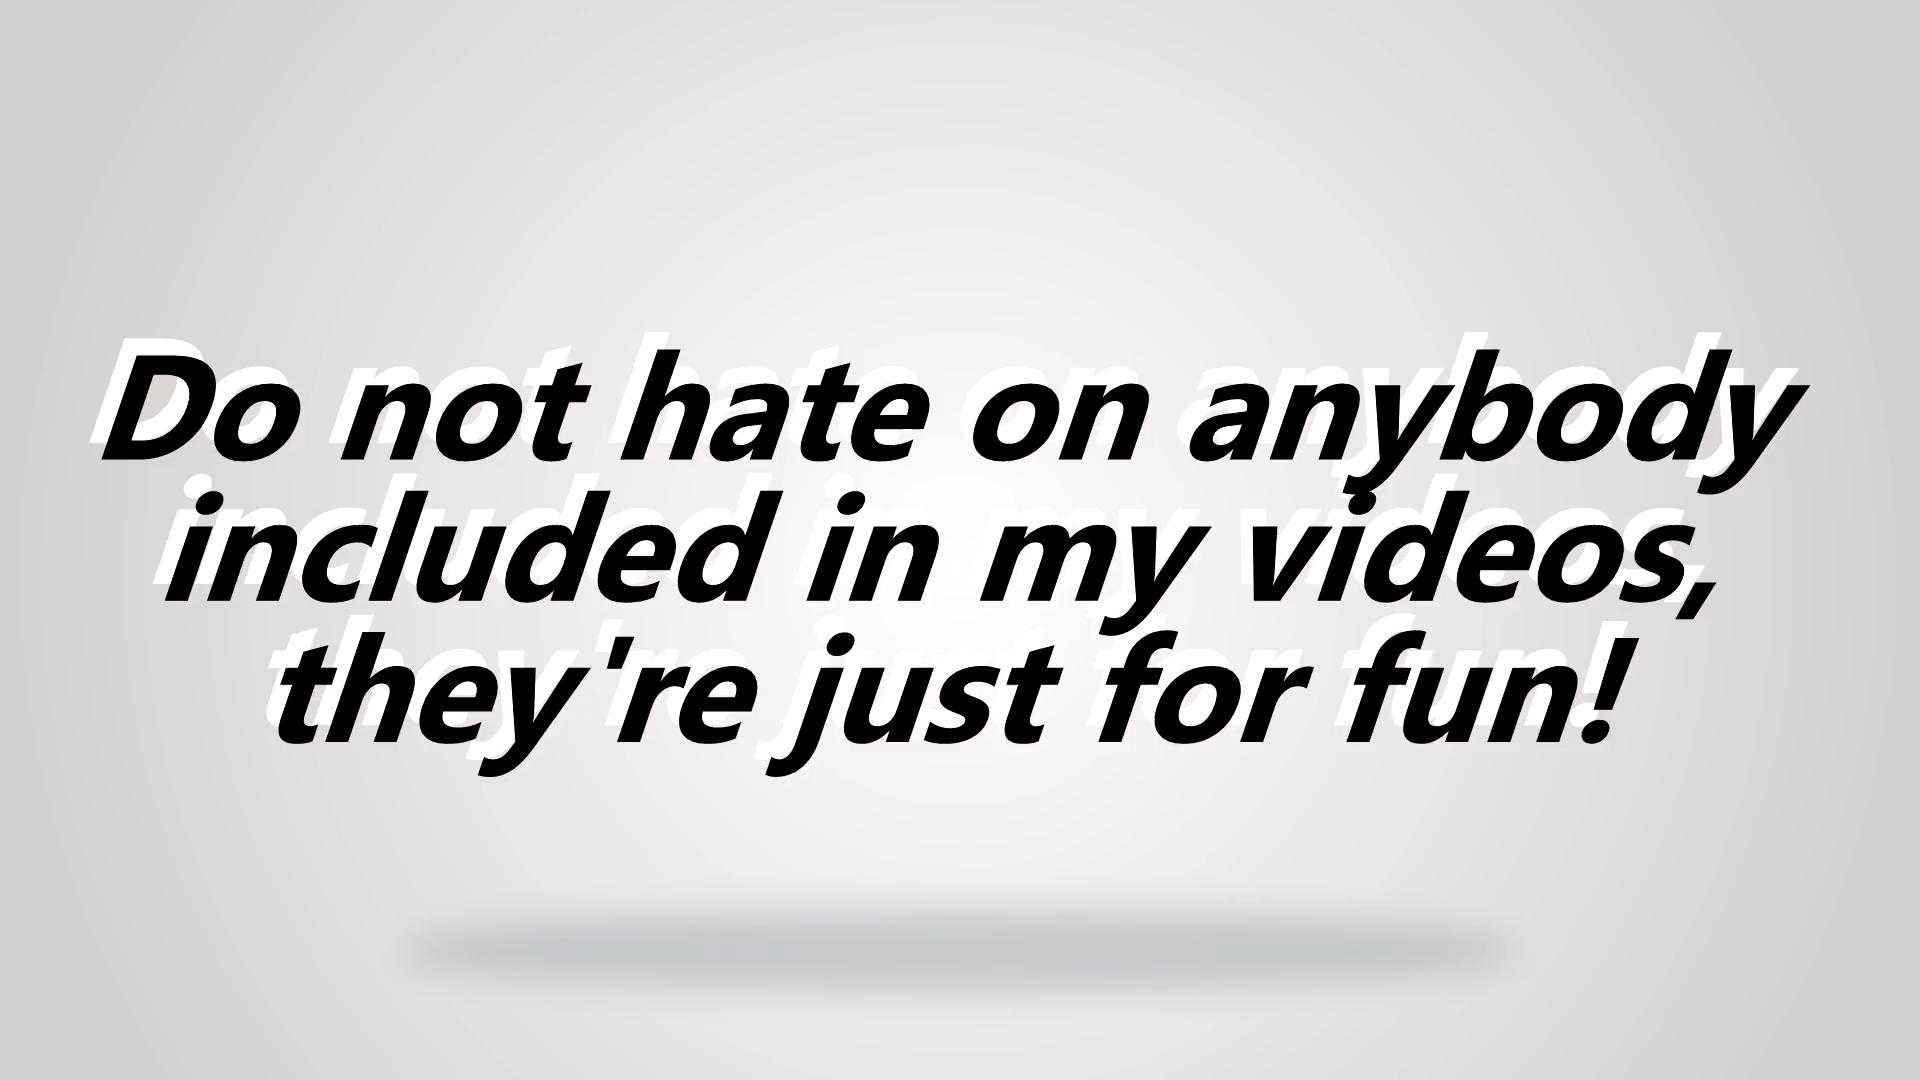 Do not hate on anybody
included in my videos,
they're just for fun!